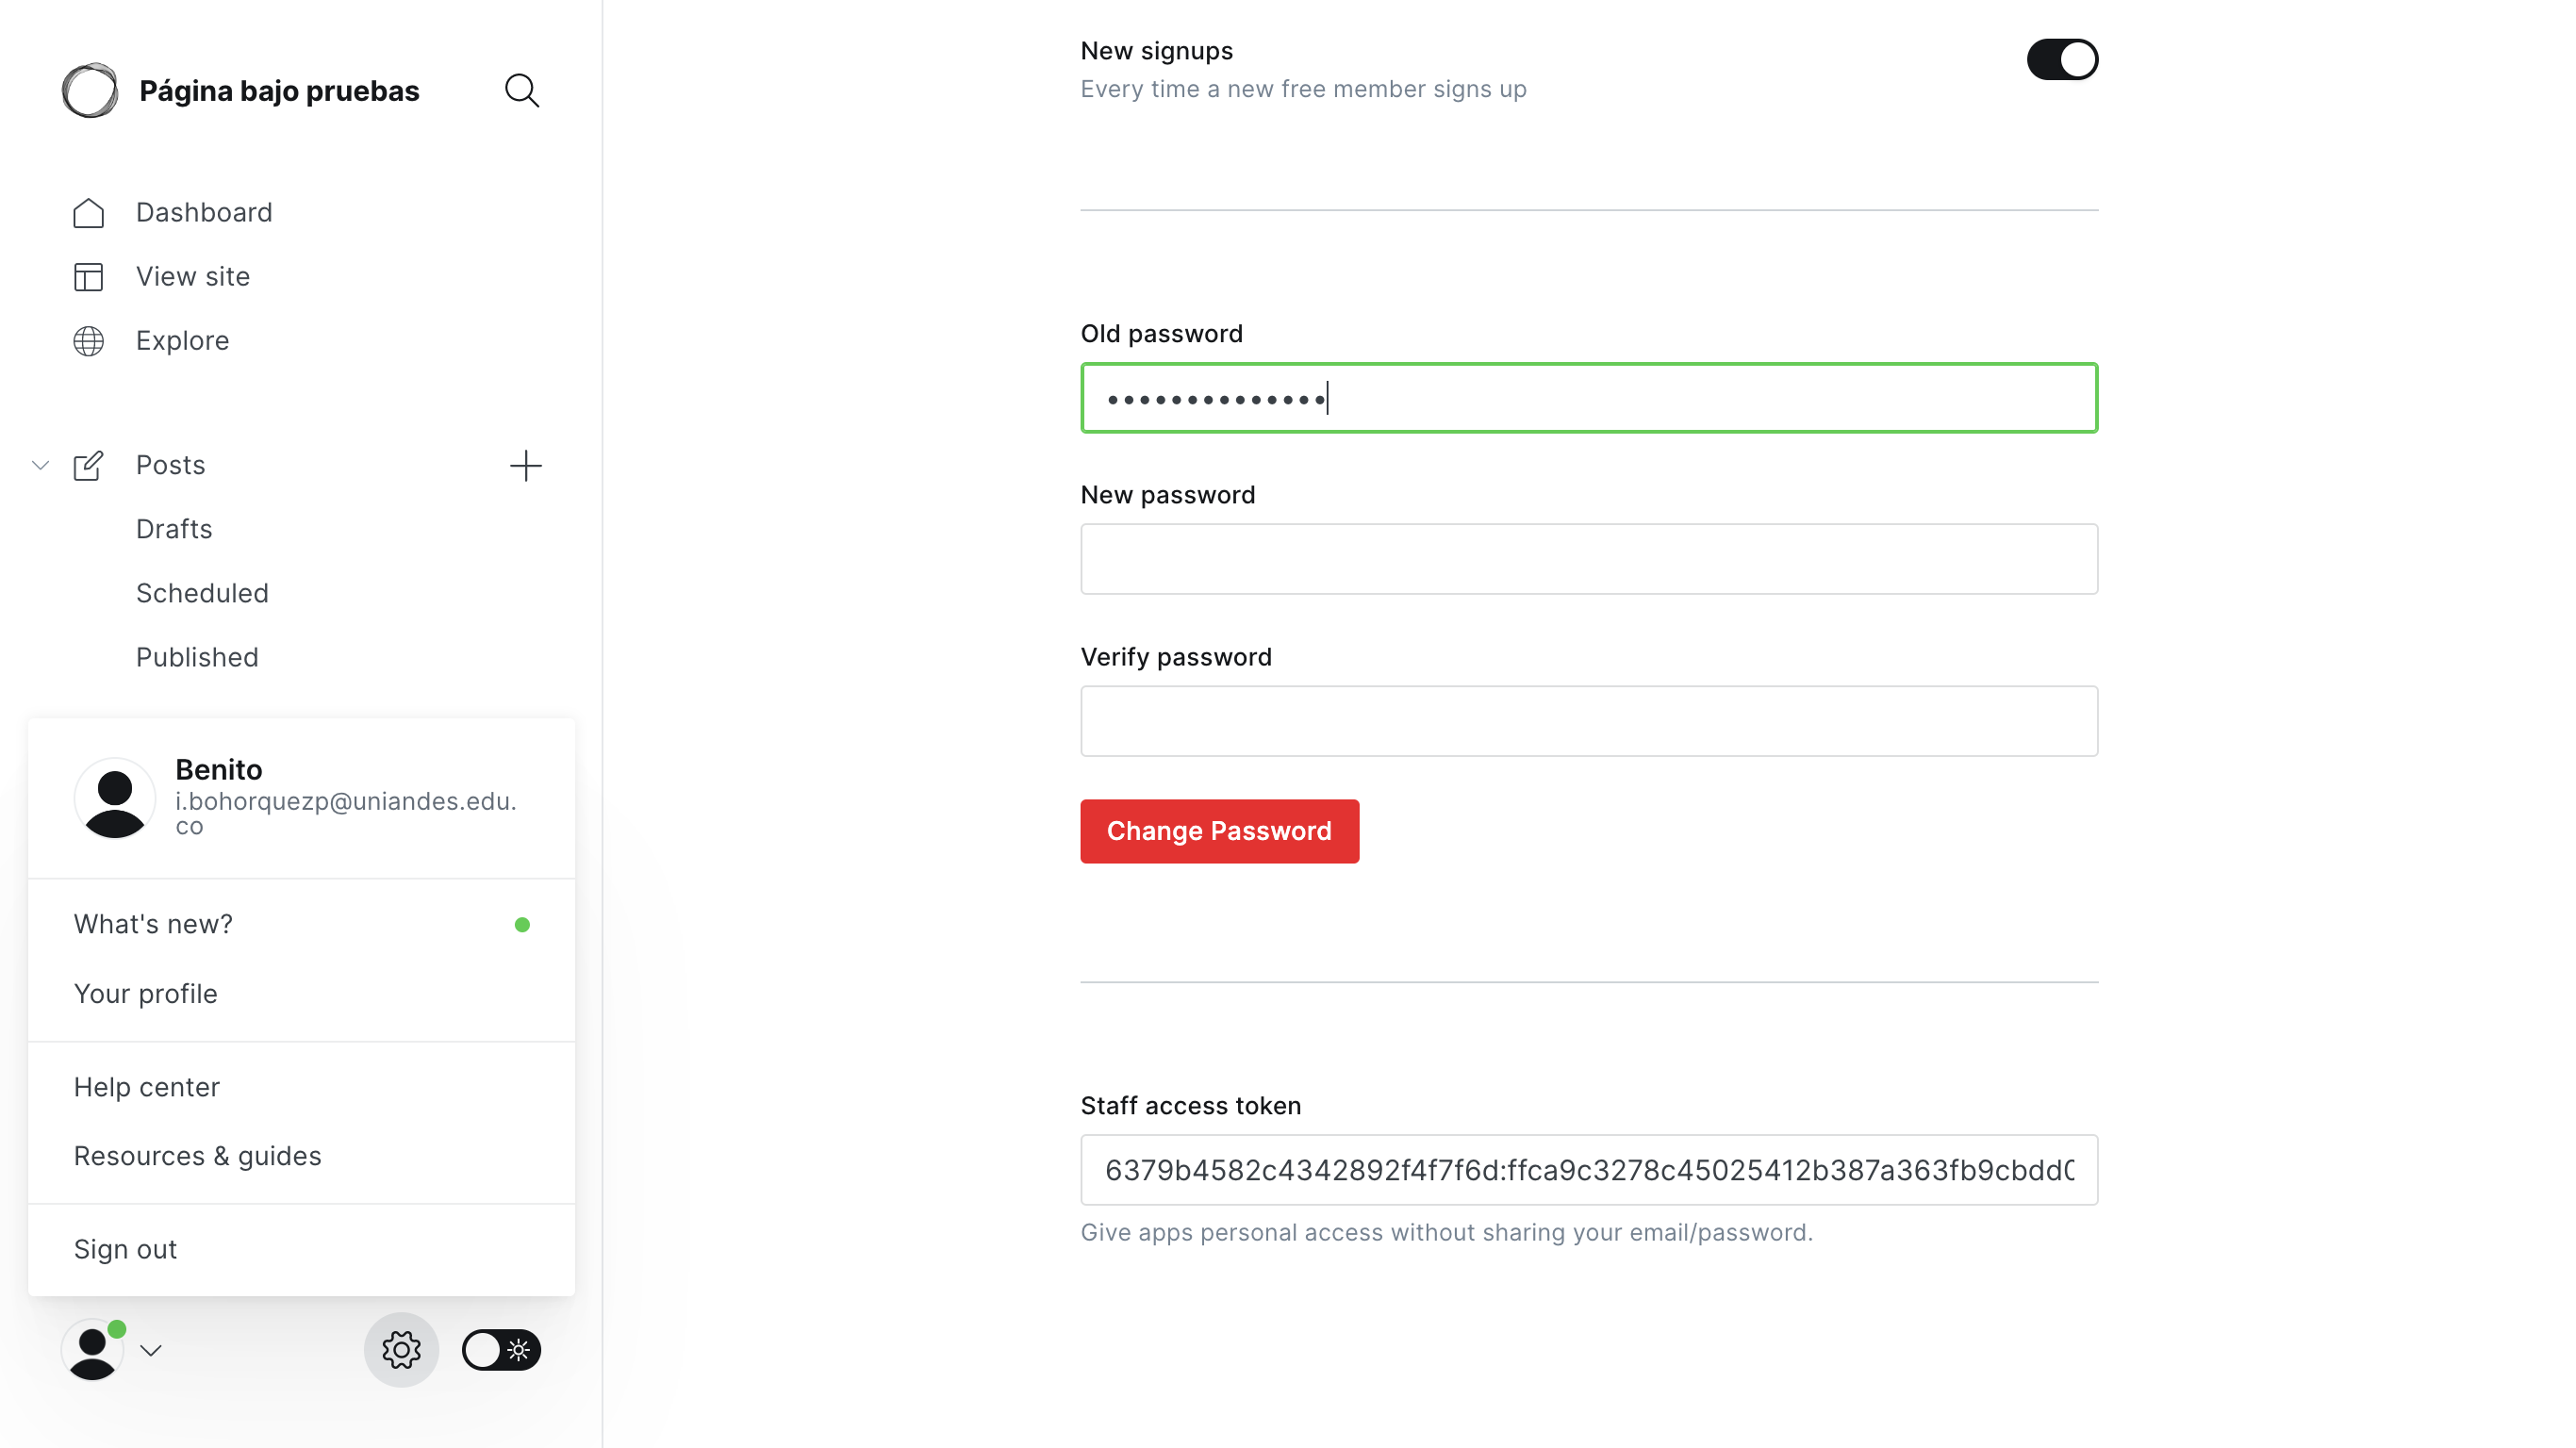 Página bajo pruebas
Dashboard
View site
Explore
Posts
Drafts
Scheduled
Published
Benito
i.bohorquezp@uniandes.edu.
co
What's new?
Your profile
Help center
Resources & guides
Sign out
New signups
Every time a new free member signs up
Old password
New password
Verify password
Change Password
Staff access token
6379b4582c4342892f4f7f6d:ffca9c3278c45025412b387a363fb9cbdd0
Give apps personal access without sharing your email/password.